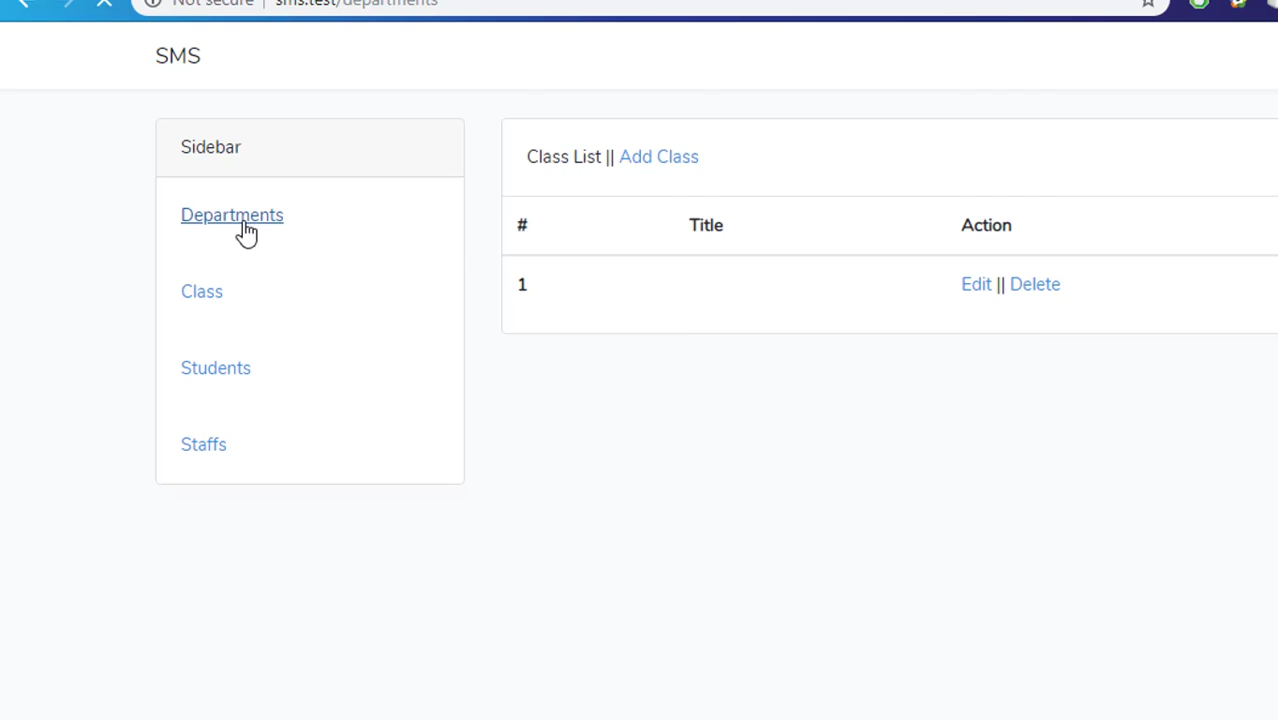 Not secure | sms.test/departments
SMS
Sidebar
Departments
Class
Students
Staffs
Class List || Add Class
# Title Action
1 Edit || Delete